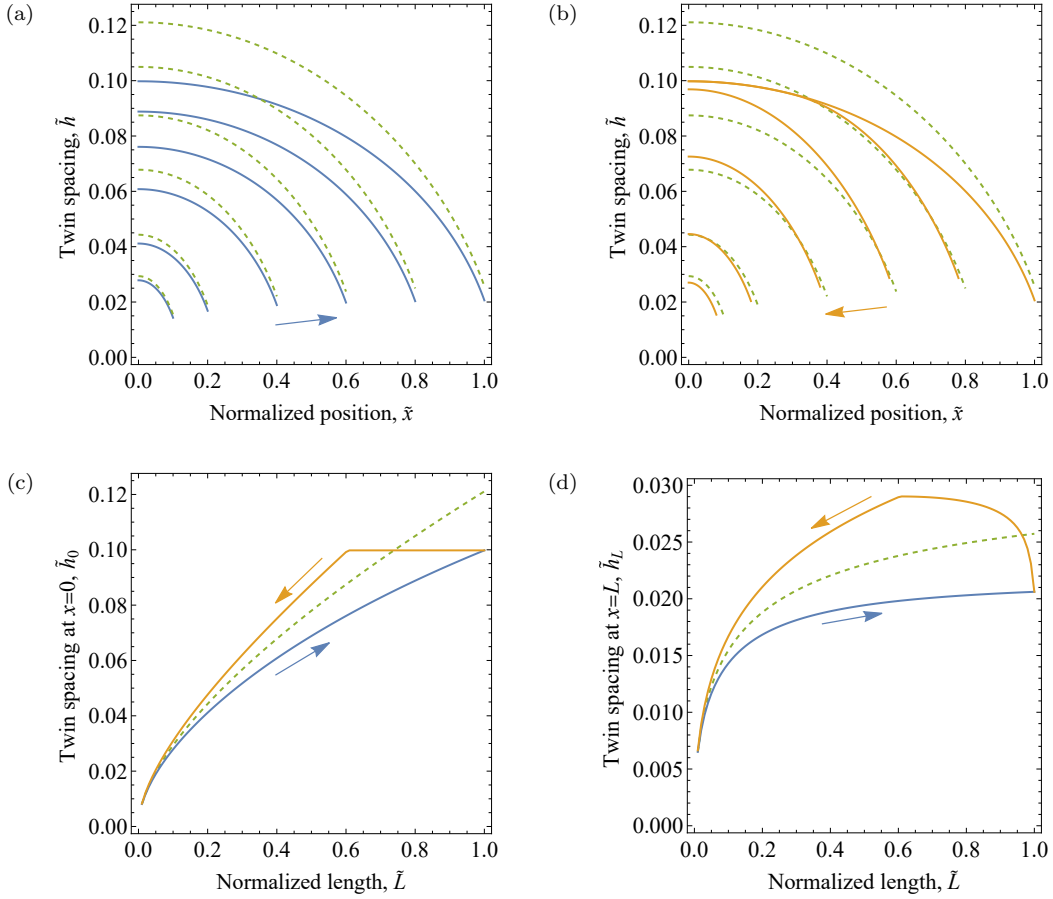 (a)
0.12
0.10
0.08
0.06
0.04
0.02
0.00
Twin spacing, h̃
0.0 0.2 0.4 0.6 0.8 1.0
Normalized position, x̃
(b)
0.12
0.10
0.08
0.06
0.04
0.02
0.00
Twin spacing, h̃
0.0 0.2 0.4 0.6 0.8 1.0
Normalized position, x̃
(c)
0.12
0.10
0.08
0.06
0.04
0.02
0.00
Twin spacing at x=0, h̃₀
0.0 0.2 0.4 0.6 0.8 1.0
Normalized length, L̃
(d)
0.030
0.025
0.020
0.015
0.010
0.005
0.000
Twin spacing at x=L, h̃_L
0.0 0.2 0.4 0.6 0.8 1.0
Normalized length, L̃